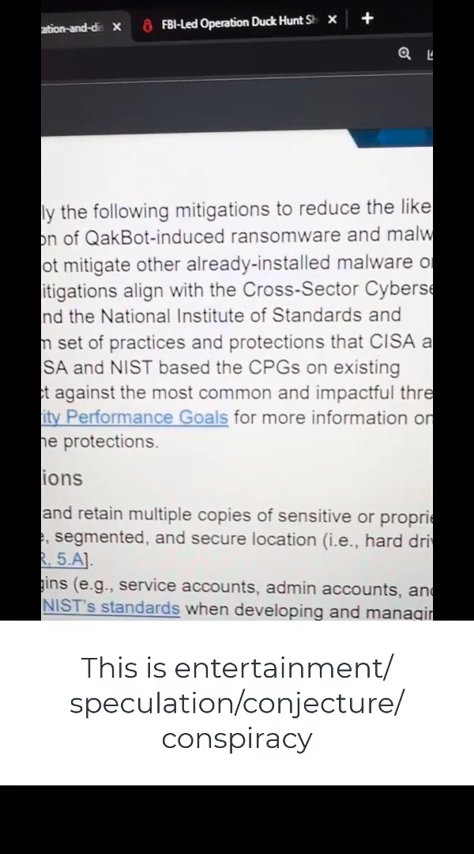 ation-and-di
FBI-Led Operation Duck Hunt Sh
ly the following mitigations to reduce the like
on of QakBot-induced ransomware and malw
ot mitigate other already-installed malware o
itigations align with the Cross-Sector Cyberse
nd the National Institute of Standards and
n set of practices and protections that CISA a
SA and NIST based the CPGs on existing
ct against the most common and impactful thre
ity Performance Goals for more information on
ne protections.
ions
and retain multiple copies of sensitive or proprie
e, segmented, and secure location (i.e., hard driv
R, 5.A].
gins (e.g., service accounts, admin accounts, and
NIST's standards when developing and managin
This is entertainment/
speculation/conjecture/
conspiracy